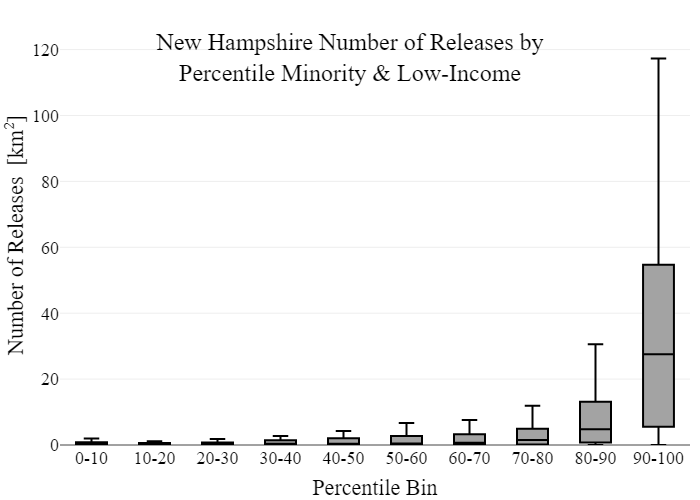 New Hampshire Number of Releases by
Percentile Minority & Low-Income
Number of Releases [km²]
120
100
80
60
40
20
0
0-10 10-20 20-30 30-40 40-50 50-60 60-70 70-80 80-90 90-100
Percentile Bin